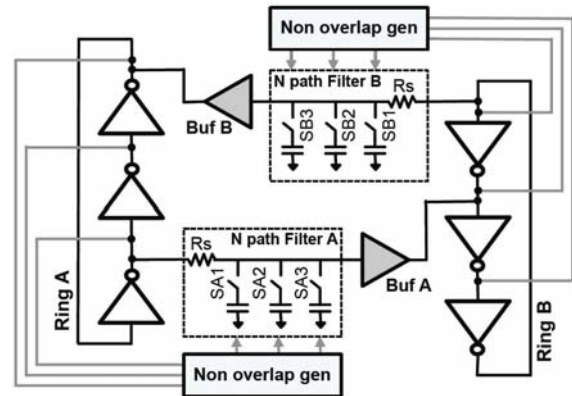 Non overlap gen
N path Filter B
Rs
Buf B
SB3
SB2
SB1
N path Filter A
Rs
SA1
SA2
SA3
Buf A
Ring A
Ring B
Non overlap gen